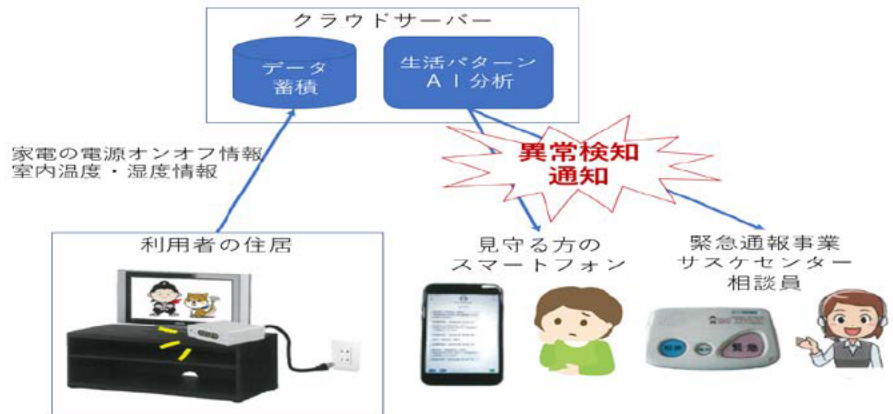 クラウドサーバー
データ
蓄積
生活パターン
ＡＩ分析
家電の電源オンオフ情報
室内温度・湿度情報
異常検知
通知
利用者の住居
見守る方の
スマートフォン
緊急通報事業
サスケセンター
相談員
緊急